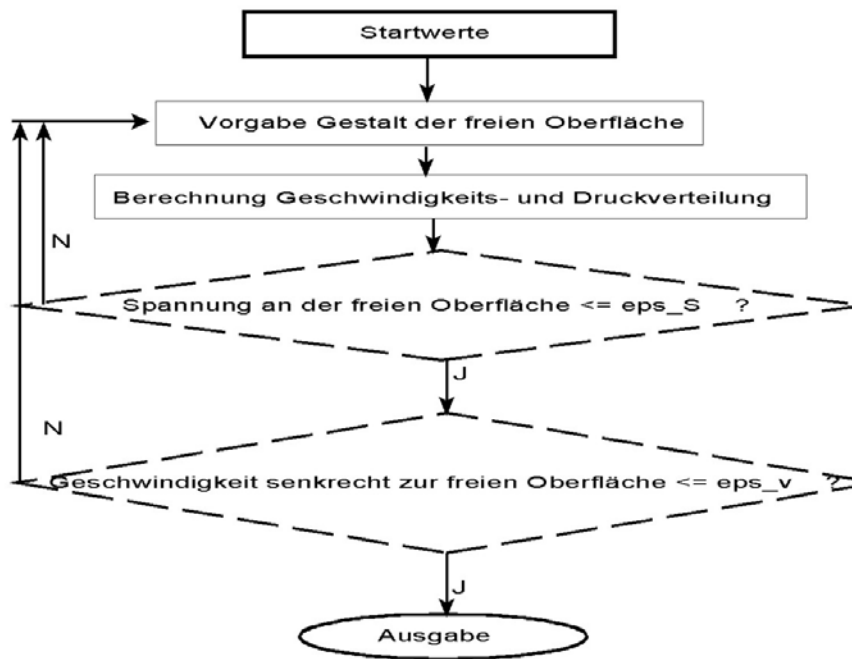 Startwerte
Vorgabe Gestalt der freien Oberfläche
Berechnung Geschwindigkeits- und Druckverteilung
N
Spannung an der freien Oberfläche <= eps_S ?
J
N
Geschwindigkeit senkrecht zur freien Oberfläche <= eps_v ?
J
Ausgabe